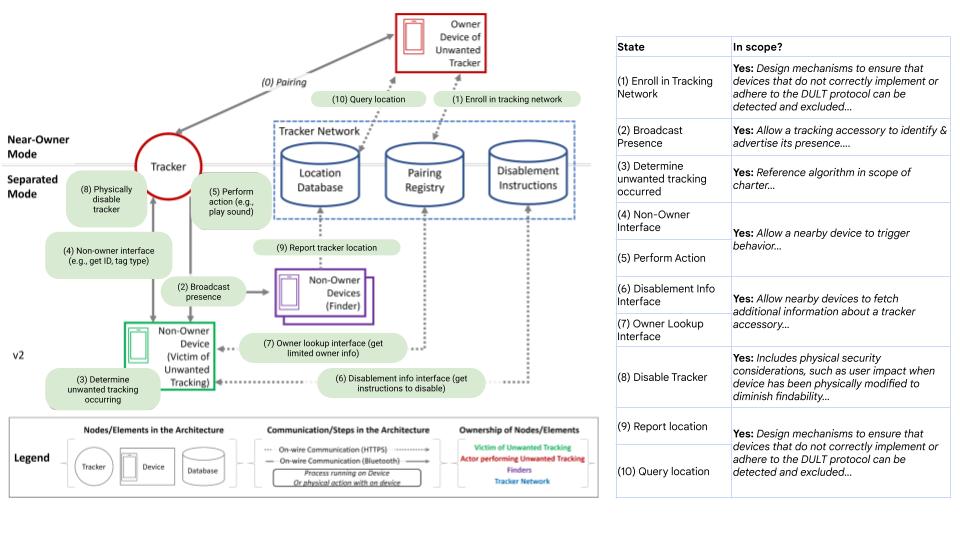 Owner
Device of
Unwanted
Tracker
(0) Pairing
(10) Query location
(1) Enroll in tracking network
Near-Owner
Mode
Separated
Mode
Tracker
Tracker Network
Location
Database
Pairing
Registry
Disablement
Instructions
(8) Physically
disable
tracker
(5) Perform
action (e.g.,
play sound)
(4) Non-owner interface
(e.g., get ID, tag type)
(9) Report tracker location
(2) Broadcast
presence
Non-Owner
Devices
(Finder)
v2
Non-Owner
Device
(Victim of
Unwanted
Tracking)
(7) Owner lookup interface (get
limited owner info)
(3) Determine
unwanted tracking
occurring
(6) Disablement info interface (get
instructions to disable)
Legend
Nodes/Elements in the Architecture
Tracker
Device
Database
Communication/Steps in the Architecture
On-wire Communication (HTTPS)
On-wire Communication (Bluetooth)
Process running on Device
Or physical action with on device
Ownership of Nodes/Elements
Victim of Unwanted Tracking
Actor performing Unwanted Tracking
Finders
Tracker Network
State
In scope?
(1) Enroll in Tracking
Network
Yes: Design mechanisms to ensure that
devices that do not correctly implement or
adhere to the DULT protocol can be
detected and excluded...
(2) Broadcast
Presence
Yes: Allow a tracking accessory to identify &
advertise its presence....
(3) Determine
unwanted tracking
occurred
Yes: Reference algorithm in scope of
charter...
(4) Non-Owner
Interface
(5) Perform Action
Yes: Allow a nearby device to trigger
behavior...
(6) Disablement Info
Interface
(7) Owner Lookup
Interface
Yes: Allow nearby devices to fetch
additional information about a tracker
accessory...
(8) Disable Tracker
Yes: Includes physical security
considerations, such as user impact when
device has been physically modified to
diminish findability...
(9) Report location
(10) Query location
Yes: Design mechanisms to ensure that
devices that do not correctly implement or
adhere to the DULT protocol can be
detected and excluded...